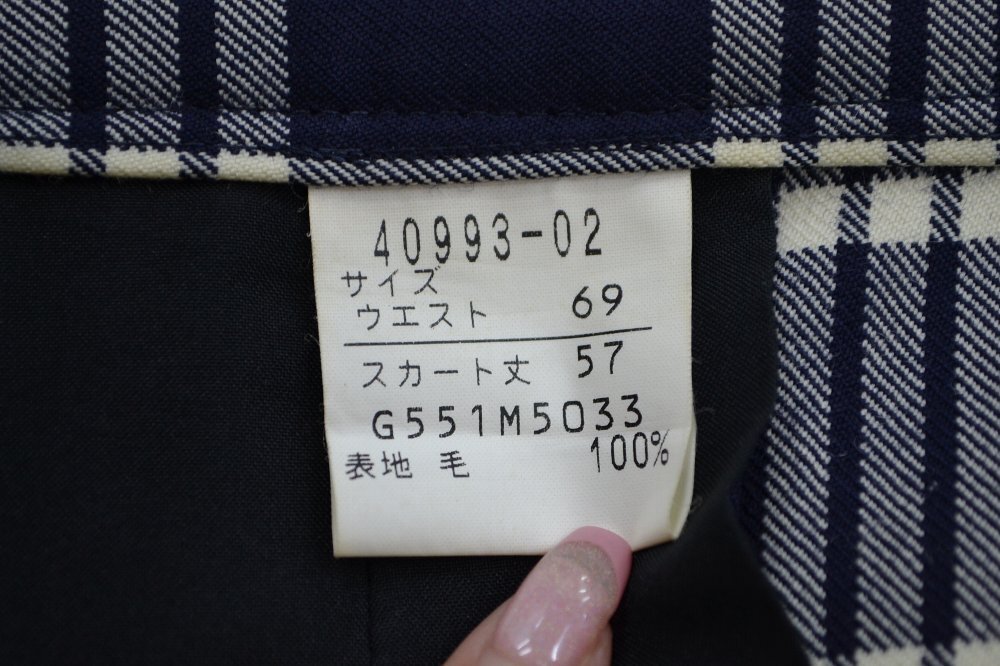 40993-02
サイズ
ウエスト 69
スカート丈 57
G551M5033
表地 毛 100%